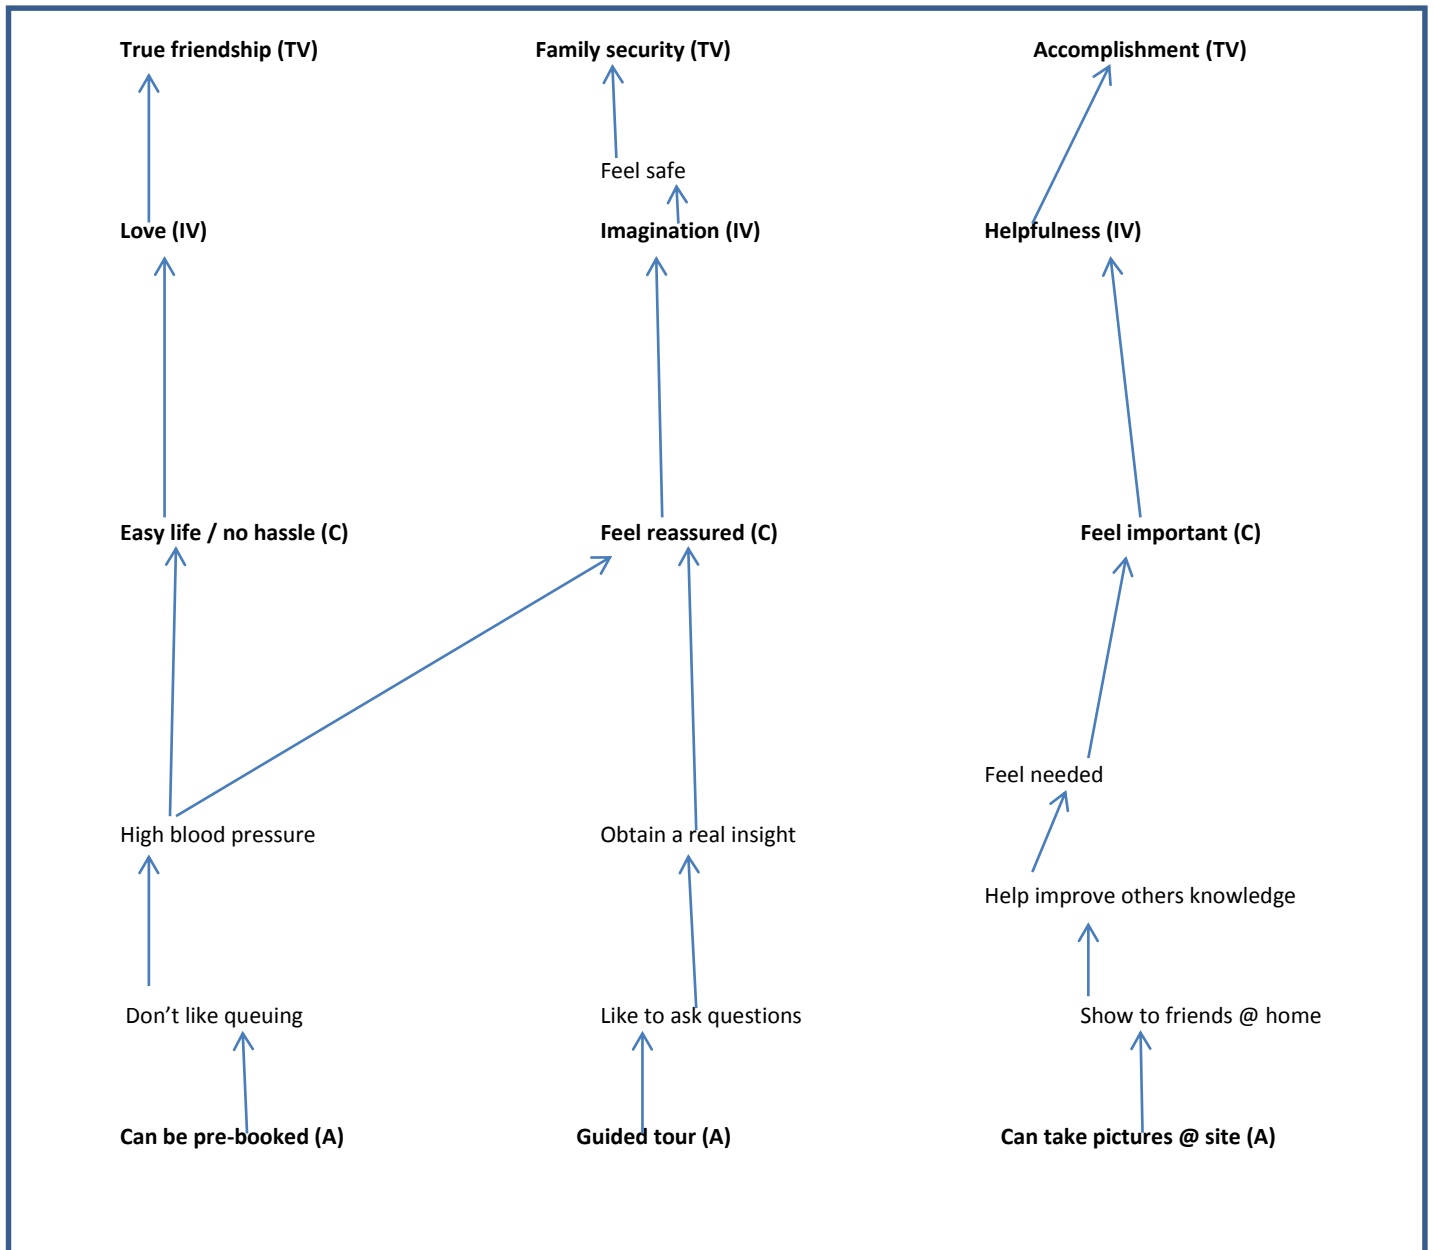 True friendship (TV)
Family security (TV)
Accomplishment (TV)
Feel safe
Love (IV)
Imagination (IV)
Helpfulness (IV)
Easy life / no hassle (C)
Feel reassured (C)
Feel important (C)
Feel needed
High blood pressure
Obtain a real insight
Help improve others knowledge
Don’t like queuing
Like to ask questions
Show to friends @ home
Can be pre-booked (A)
Guided tour (A)
Can take pictures @ site (A)